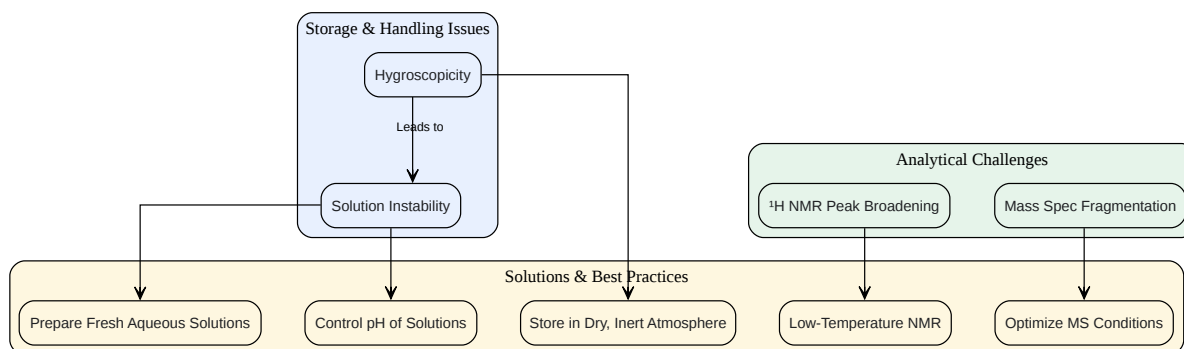 Storage & Handling Issues
Hygroscopicity
Leads to
Analytical Challenges
Solution Instability
¹H NMR Peak Broadening
Mass Spec Fragmentation
Solutions & Best Practices
Prepare Fresh Aqueous Solutions
Control pH of Solutions
Store in Dry, Inert Atmosphere
Low-Temperature NMR
Optimize MS Conditions